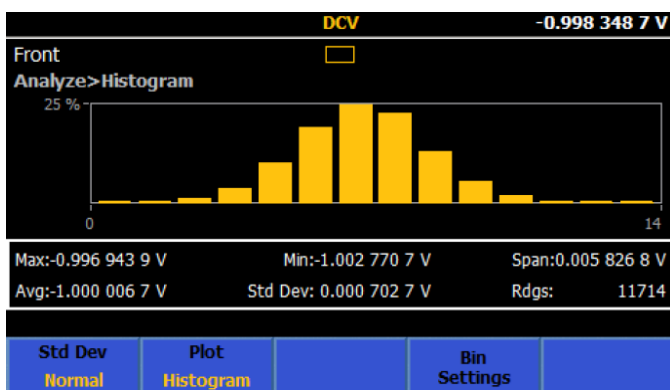 DCV -0.998 348 7 V
Front
Analyze>Histogram
25 %
0 14
Max:-0.996 943 9 V Min:-1.002 770 7 V Span:0.005 826 8 V
Avg:-1.000 006 7 V Std Dev: 0.000 702 7 V Rdgs: 11714
Std Dev Plot Bin
Normal Histogram Settings